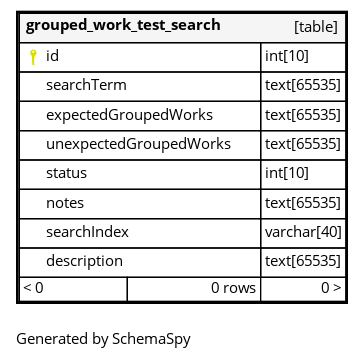 grouped_work_test_search [table]
id int[10]
searchTerm text[65535]
expectedGroupedWorks text[65535]
unexpectedGroupedWorks text[65535]
status int[10]
notes text[65535]
searchIndex varchar[40]
description text[65535]
< 0 0 rows 0 >
Generated by SchemaSpy